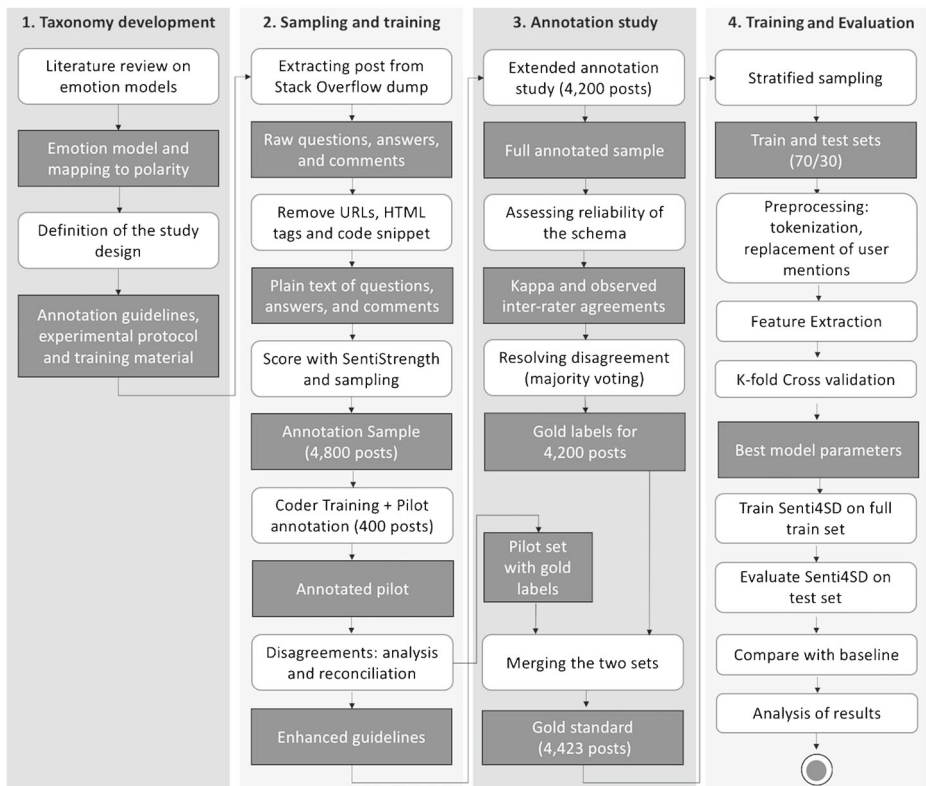 1. Taxonomy development
Literature review on
emotion models
Emotion model and
mapping to polarity
Definition of the study
design
Annotation guidelines,
experimental protocol
and training material
2. Sampling and training
Extracting post from
Stack Overflow dump
Raw questions, answers,
and comments
Remove URLs, HTML
tags and code snippet
Plain text of questions,
answers, and comments
Score with SentiStrength
and sampling
Annotation Sample
(4,800 posts)
Coder Training + Pilot
annotation (400 posts)
Annotated pilot
Disagreements: analysis
and reconciliation
Enhanced guidelines
3. Annotation study
Extended annotation
study (4,200 posts)
Full annotated sample
Assessing reliability of
the schema
Kappa and observed
inter-rater agreements
Resolving disagreement
(majority voting)
Gold labels for
4,200 posts
Pilot set
with gold
labels
Merging the two sets
Gold standard
(4,423 posts)
4. Training and Evaluation
Stratified sampling
Train and test sets
(70/30)
Preprocessing:
tokenization,
replacement of user
mentions
Feature Extraction
K-fold Cross validation
Best model parameters
Train Senti4SD on full
train set
Evaluate Senti4SD on
test set
Compare with baseline
Analysis of results